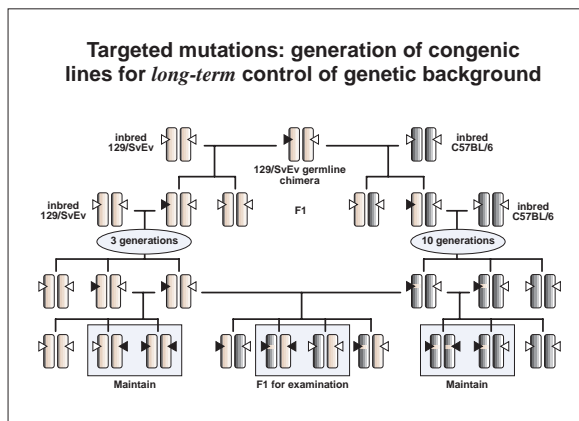 Targeted mutations: generation of congenic
lines for long-term control of genetic background
inbred
129/SvEv
129/SvEv germline
chimera
inbred
C57BL/6
inbred
129/SvEv
F1
inbred
C57BL/6
3 generations
10 generations
Maintain
F1 for examination
Maintain